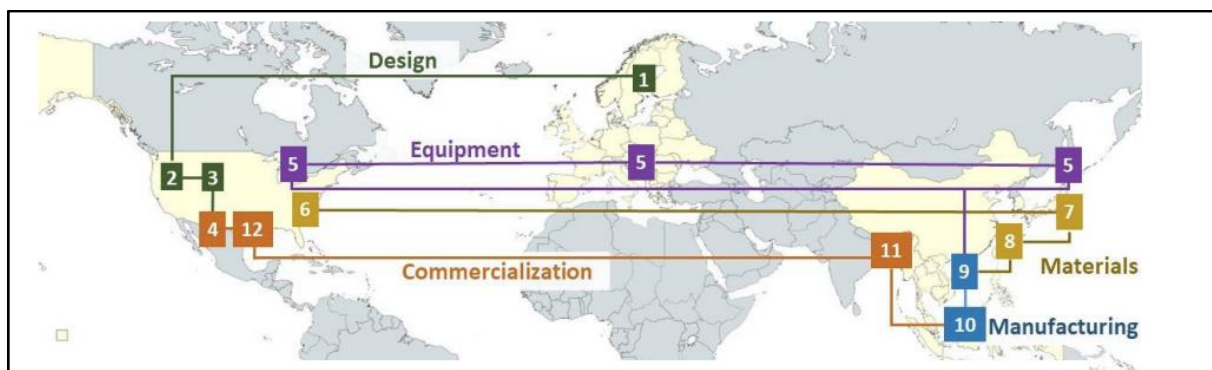 Design
1
5
Equipment
5
5
2
3
6
7
4
12
11
8
Commercialization
9
Materials
10
Manufacturing